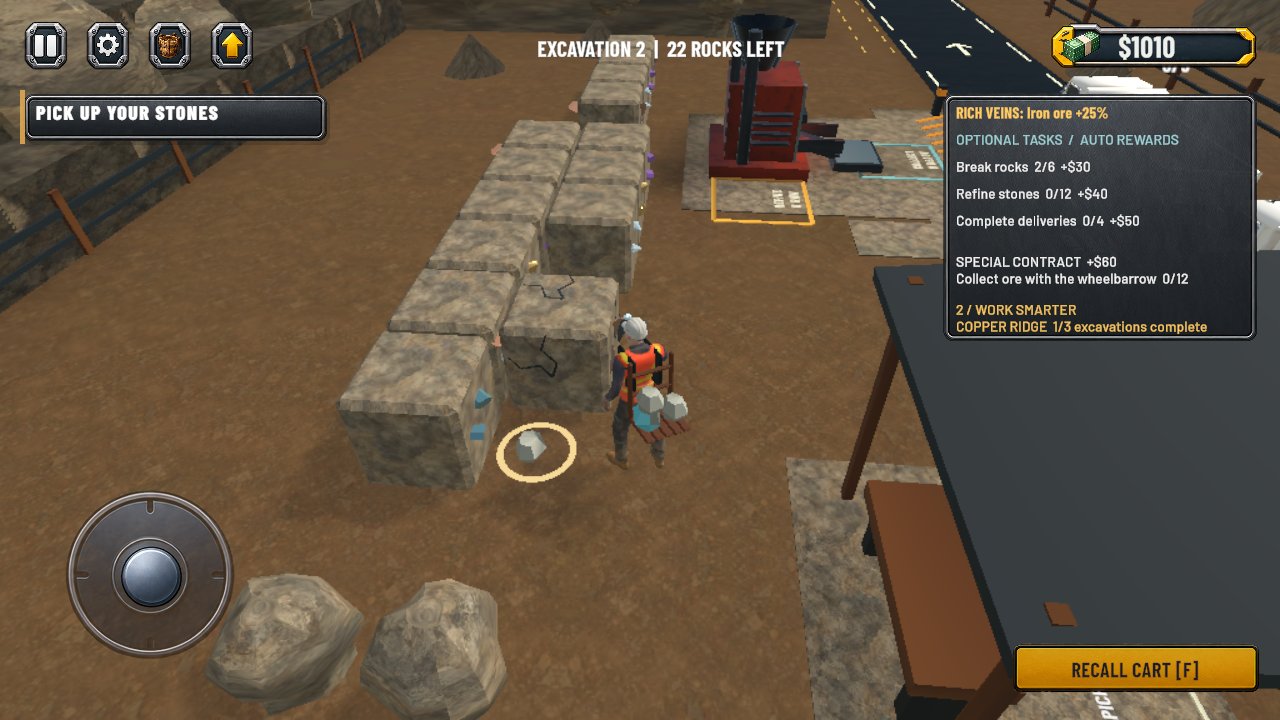 EXCAVATION 2 | 22 ROCKS LEFT
$1010
PICK UP YOUR STONES
RICH VEINS: Iron ore +25%
OPTIONAL TASKS / AUTO REWARDS
Break rocks 2/6 +$30
Refine stones 0/12 +$40
Complete deliveries 0/4 +$50
SPECIAL CONTRACT +$60
Collect ore with the wheelbarrow 0/12
2 / WORK SMARTER
COPPER RIDGE 1/3 excavations complete
RECALL CART [F]